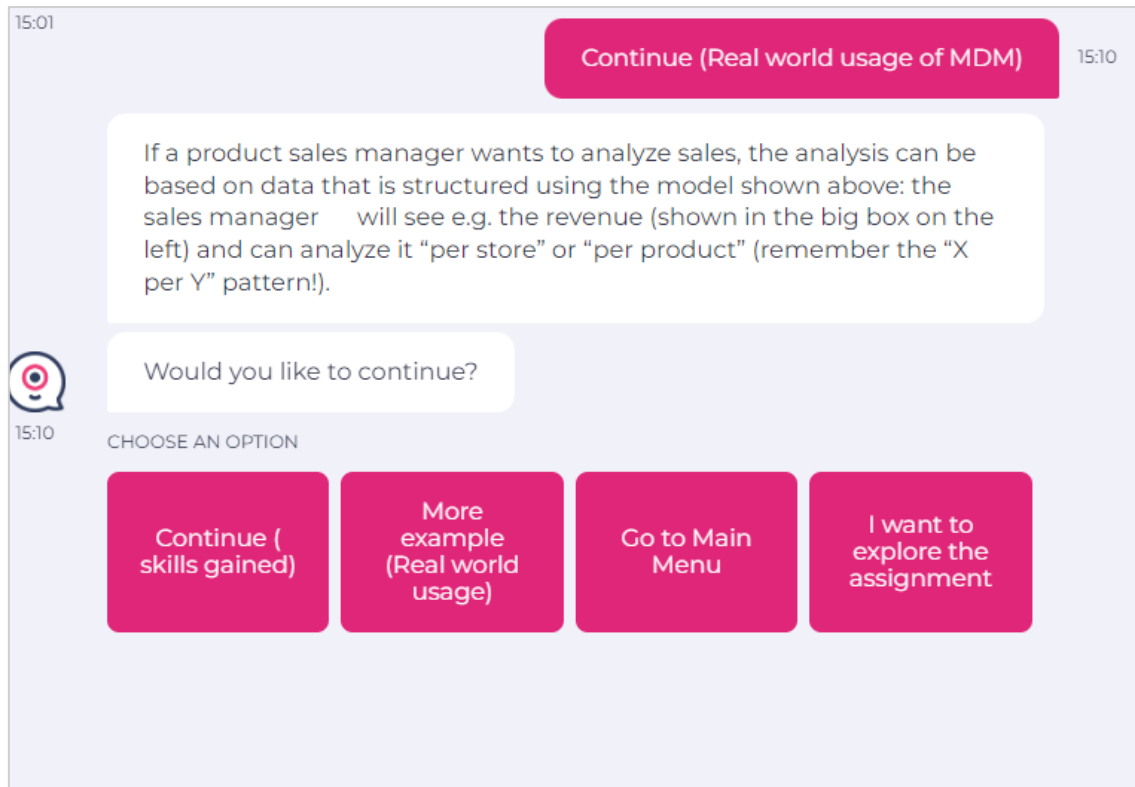 15:01
Continue (Real world usage of MDM)
15:10
If a product sales manager wants to analyze sales, the analysis can be
based on data that is structured using the model shown above: the
sales manager will see e.g. the revenue (shown in the big box on the
left) and can analyze it “per store” or “per product” (remember the “X
per Y” pattern!).
Would you like to continue?
15:10
CHOOSE AN OPTION
Continue (
skills gained)
More
example
(Real world
usage)
Go to Main
Menu
I want to
explore the
assignment